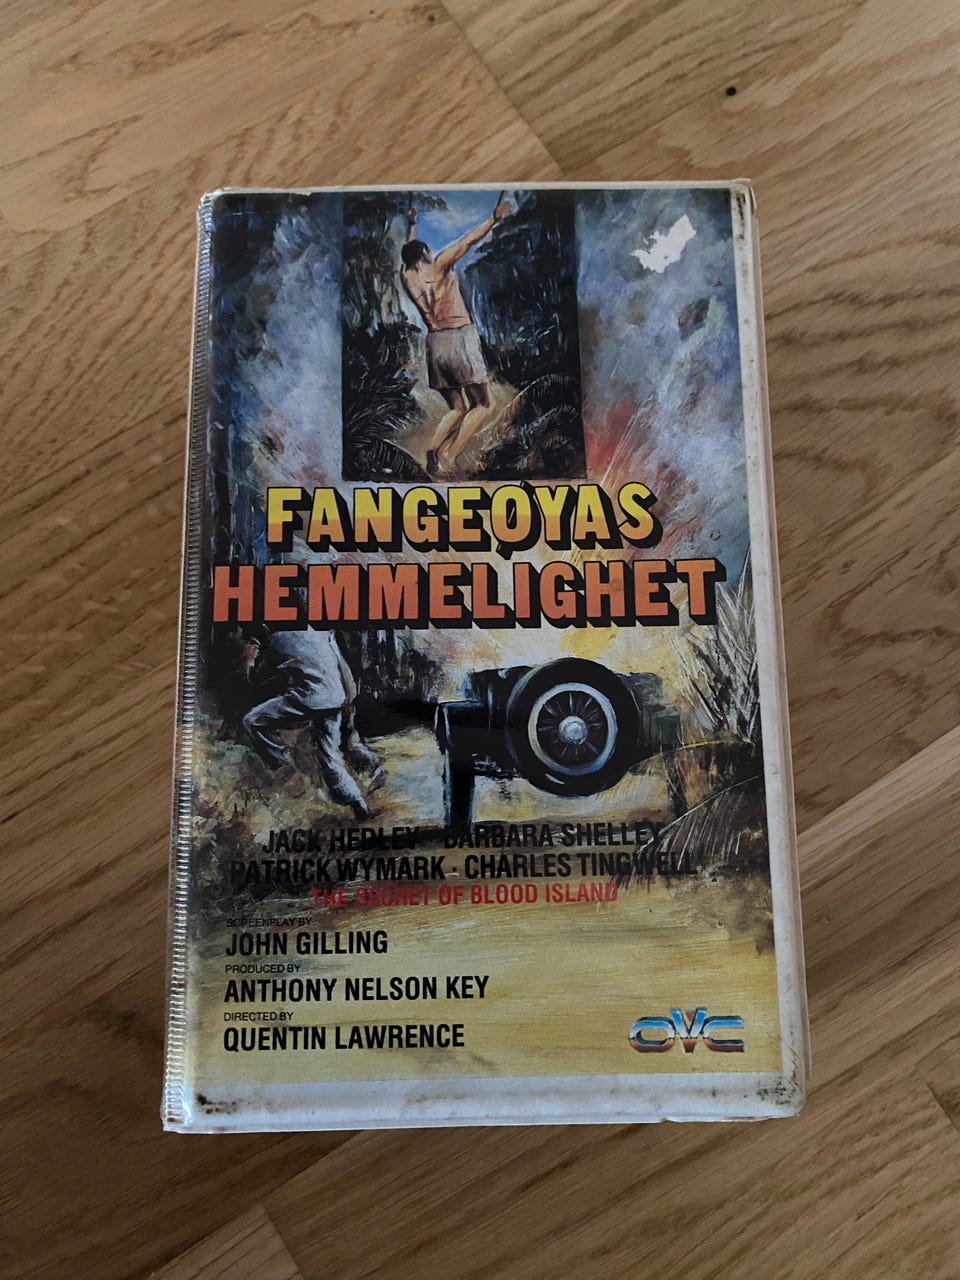 FANGEØYAS
HEMMELIGHET
JACK HEDLEY · BARBARA SHELLEY
PATRICK WYMARK · CHARLES TINGWELL
THE SECRET OF BLOOD ISLAND
SCREENPLAY BY
JOHN GILLING
PRODUCED BY
ANTHONY NELSON KEY
DIRECTED BY
QUENTIN LAWRENCE
OVC